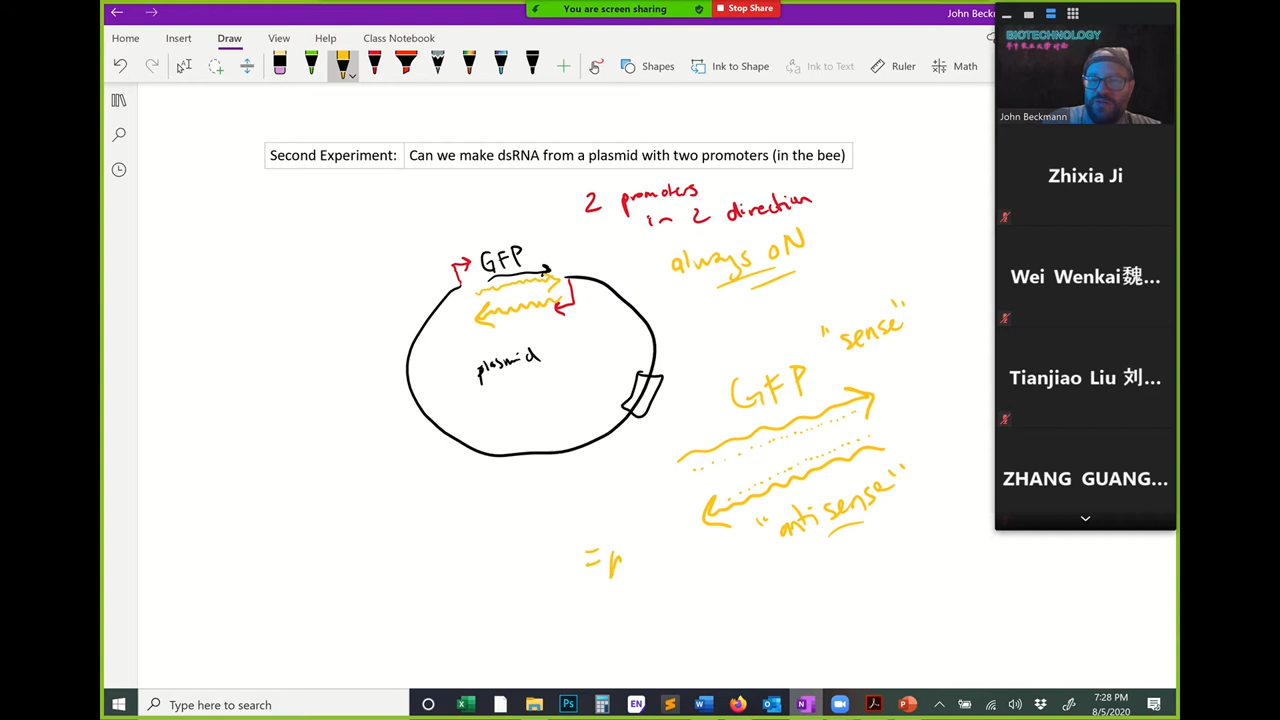 You are screen sharing
Stop Share
John Beckm
Home Insert Draw View Help Class Notebook
Shapes Ink to Shape Ink to Text Ruler Math
BIOTECHNOLOGY
John Beckmann
Second Experiment: Can we make dsRNA from a plasmid with two promoters (in the bee)
2 promoters
in 2 direction
always ON
GFP
plasmid
"sense"
GFP
"antisense"
=
Zhixia Ji
Wei Wenkai魏...
Tianjiao Liu 刘...
ZHANG GUANG...
Type here to search
EN
7:28 PM
8/5/2020